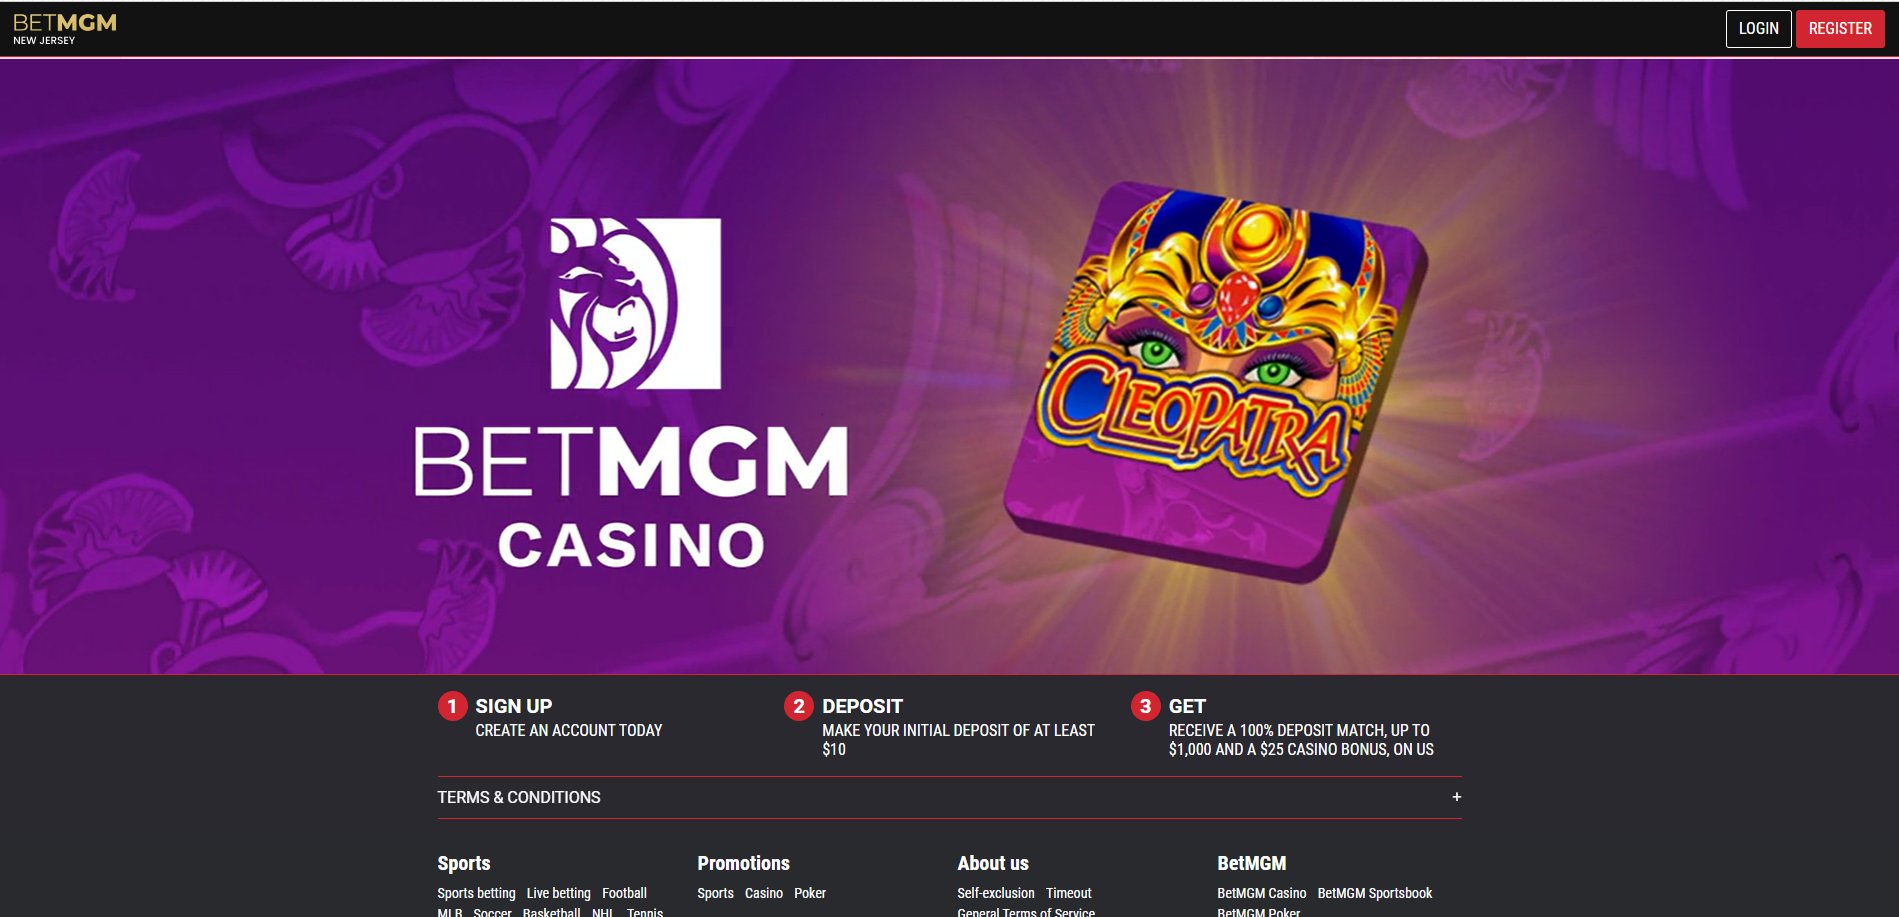 BETMGM
NEW JERSEY
LOGIN
REGISTER
BETMGM
CASINO
CLEOPATRA
1 SIGN UP
CREATE AN ACCOUNT TODAY
2 DEPOSIT
MAKE YOUR INITIAL DEPOSIT OF AT LEAST
$10
3 GET
RECEIVE A 100% DEPOSIT MATCH, UP TO
$1,000 AND A $25 CASINO BONUS, ON US
TERMS & CONDITIONS +
Sports
Sports betting Live betting Football
MLB Soccer Basketball NHL Tennis
Promotions
Sports Casino Poker
About us
Self-exclusion Timeout
General Terms of Service
BetMGM
BetMGM Casino BetMGM Sportsbook
BetMGM Poker